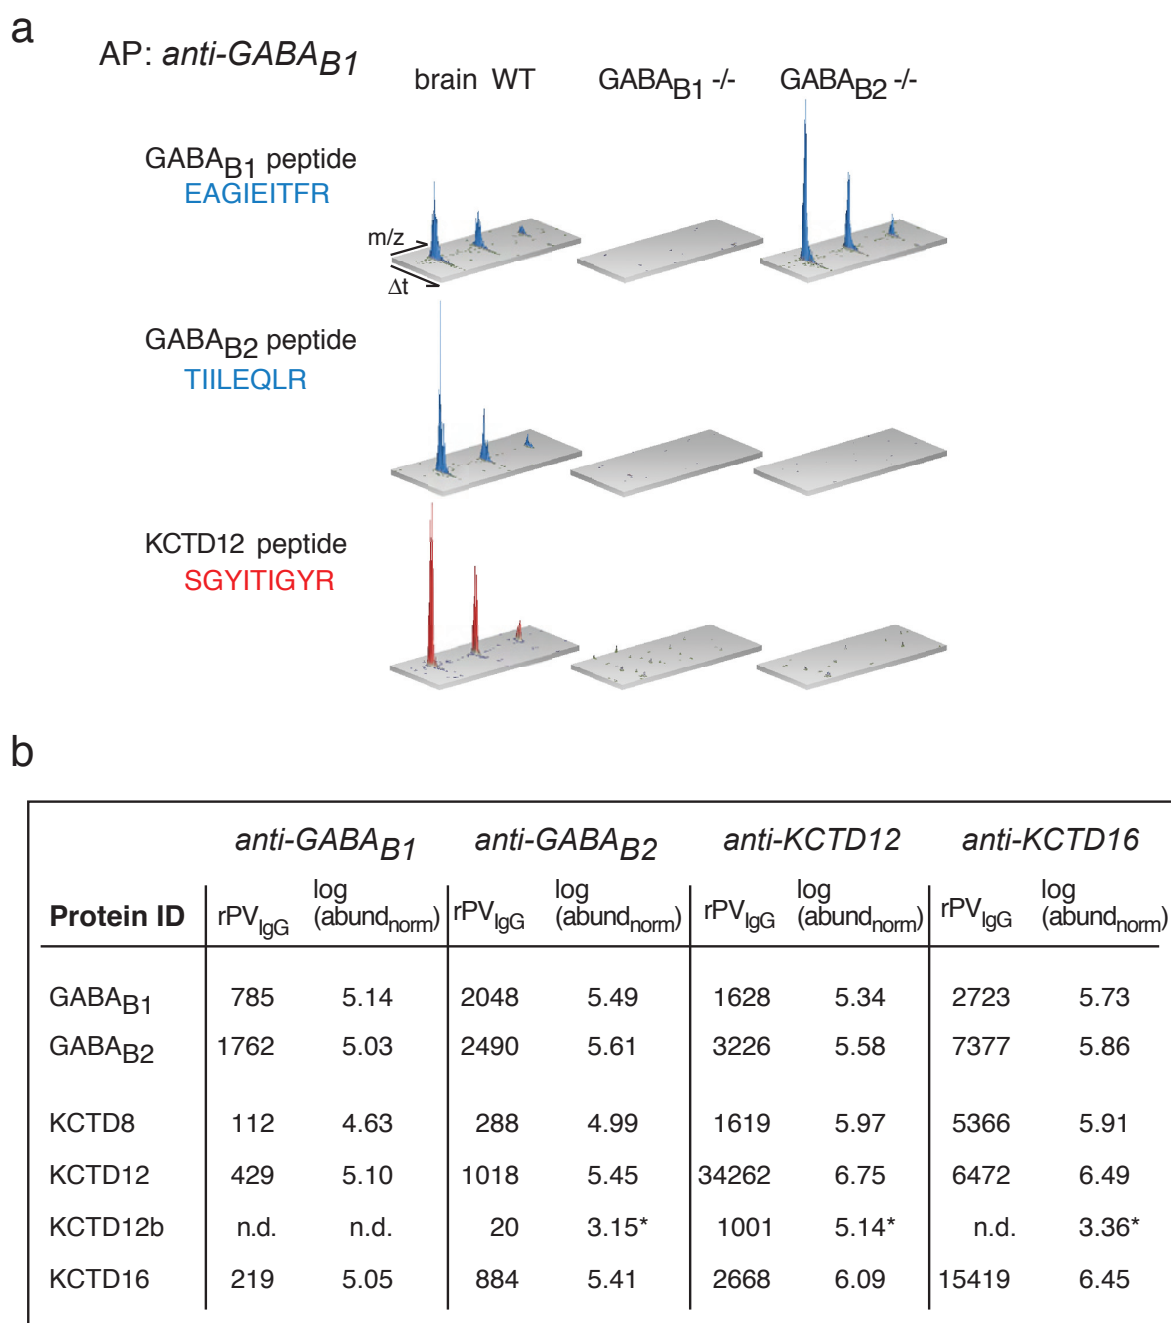 a
AP: anti-GABAB1
brain WT GABAB1 -/- GABAB2 -/-
GABAB1 peptide
EAGIEITFR
m/z
Δt
GABAB2 peptide
TIILEQLR
KCTD12 peptide
SGYITIGYR
b
anti-GABAB1 anti-GABAB2 anti-KCTD12 anti-KCTD16
Protein ID rPVIgG log (abundnorm) rPVIgG log (abundnorm) rPVIgG log (abundnorm) rPVIgG log (abundnorm)
GABAB1 785 5.14 2048 5.49 1628 5.34 2723 5.73
GABAB2 1762 5.03 2490 5.61 3226 5.58 7377 5.86
KCTD8 112 4.63 288 4.99 1619 5.97 5366 5.91
KCTD12 429 5.10 1018 5.45 34262 6.75 6472 6.49
KCTD12b n.d. n.d. 20 3.15* 1001 5.14* n.d. 3.36*
KCTD16 219 5.05 884 5.41 2668 6.09 15419 6.45